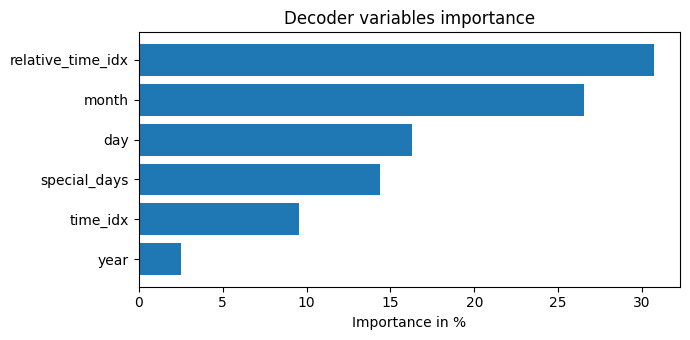 Decoder variables importance
relative_time_idx
month
day
special_days
time_idx
year
0 5 10 15 20 25 30
Importance in %